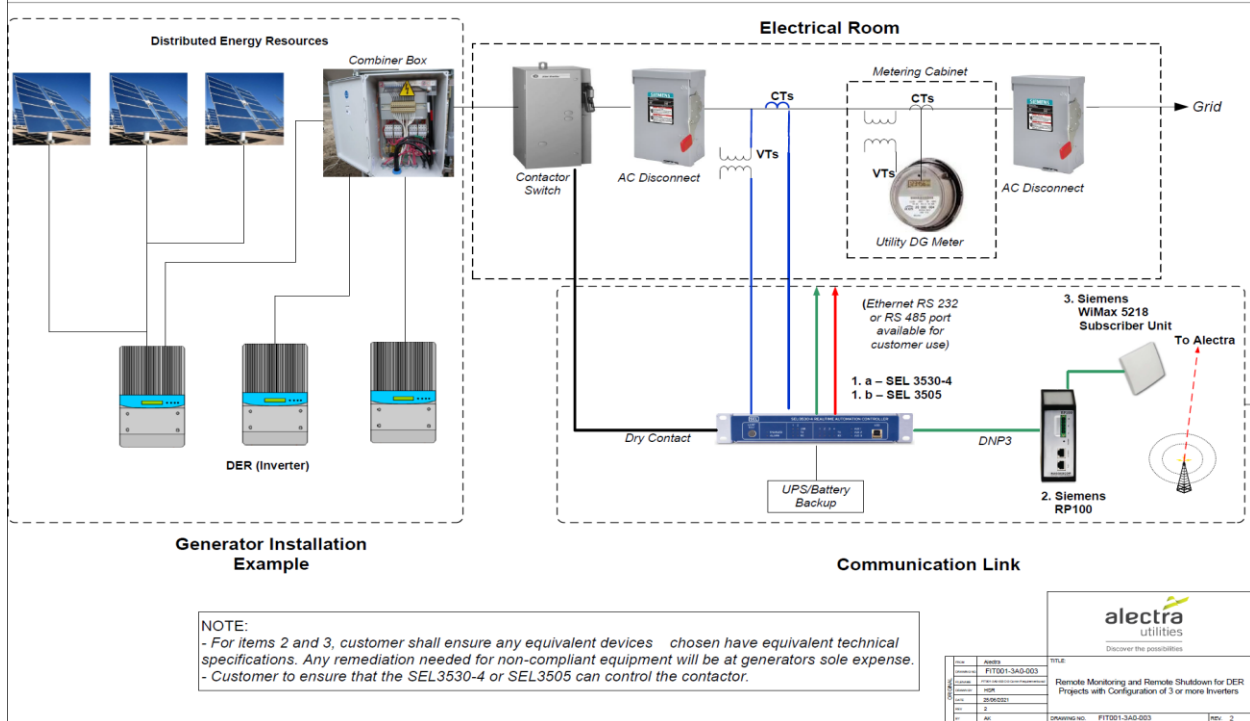 Electrical Room
Distributed Energy Resources
Combiner Box
Metering Cabinet
CTs
CTs
SIEMENS
SIEMENS
Grid
VTs
VTs
Contactor
Switch
AC Disconnect
AC Disconnect
Utility DG Meter
(Ethernet RS 232
or RS 485 port
available for
customer use)
3. Siemens
WiMax 5218
Subscriber Unit
To Alectra
1. a – SEL 3530-4
1. b – SEL 3505
Dry Contact
DNP3
DER (Inverter)
UPS/Battery
Backup
2. Siemens
RP100
Generator Installation
Example
Communication Link
NOTE:
- For items 2 and 3, customer shall ensure any equivalent devices chosen have equivalent technical
specifications. Any remediation needed for non-compliant equipment will be at generators sole expense.
- Customer to ensure that the SEL3530-4 or SEL3505 can control the contactor.
alectra
utilities
Discover the possibilities
ORIGINAL
Alectra
FIT001-3A0-003
HGR
25/06/2021
2
AK
TITLE:
Remote Monitoring and Remote Shutdown for DER
Projects with Configuration of 3 or more Inverters
DRAWING NO. FIT001-3A0-003
REV. 2